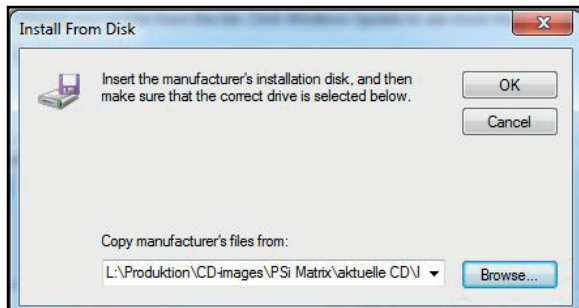 Install From Disk
Insert the manufacturer's installation disk, and then
make sure that the correct drive is selected below.
OK
Cancel
Copy manufacturer's files from:
L:\Produktion\CD-images\PSi Matrix\aktuelle CD\
Browse...